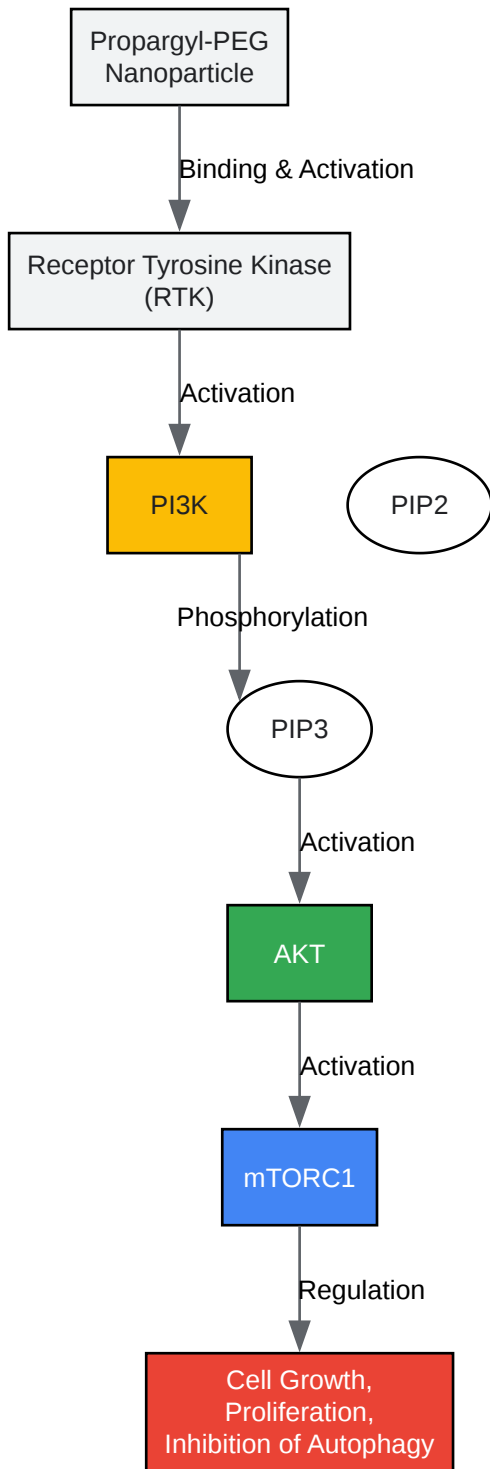 Propargyl-PEG
Nanoparticle
Binding & Activation
Receptor Tyrosine Kinase
(RTK)
Activation
PI3K
PIP2
Phosphorylation
PIP3
Activation
AKT
Activation
mTORC1
Regulation
Cell Growth,
Proliferation,
Inhibition of Autophagy